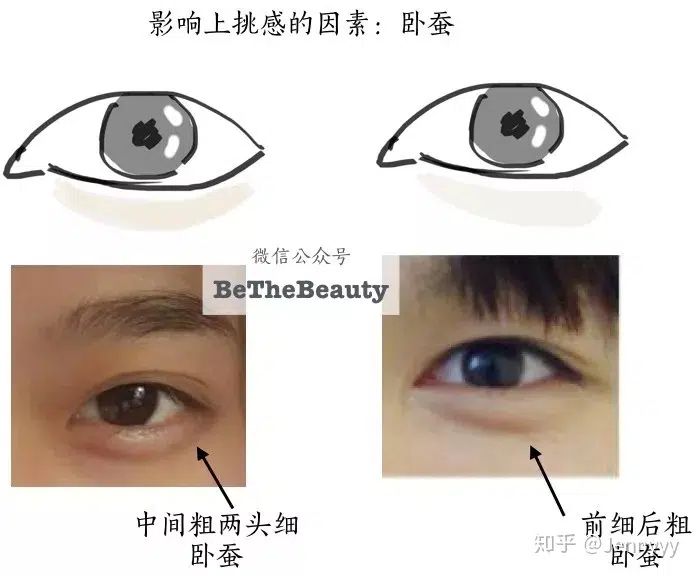 影响上挑感的因素：卧蚕
微信公众号
BeTheBeauty
中间粗两头细
卧蚕
前细后粗
卧蚕
知乎 @Jennyyy